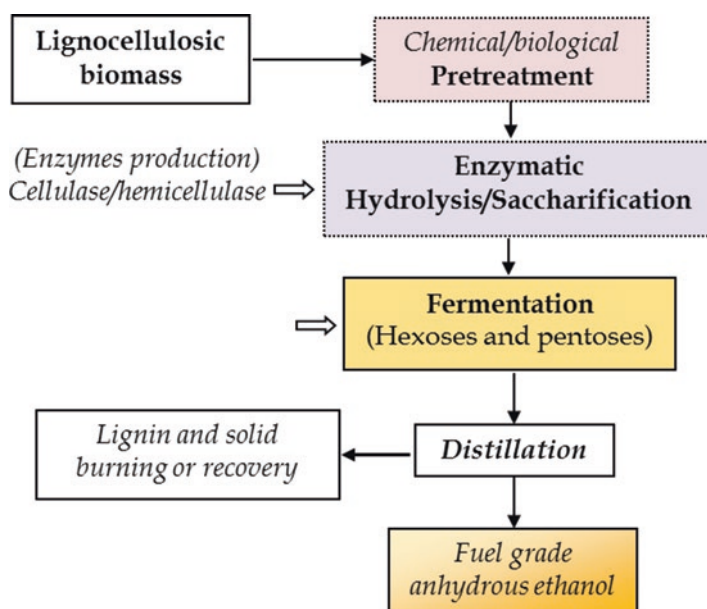 Lignocellulosic
biomass
Chemical/biological
Pretreatment
(Enzymes production)
Cellulase/hemicellulase
Enzymatic
Hydrolysis/Saccharification
Fermentation
(Hexoses and pentoses)
Lignin and solid
burning or recovery
Distillation
Fuel grade
anhydrous ethanol